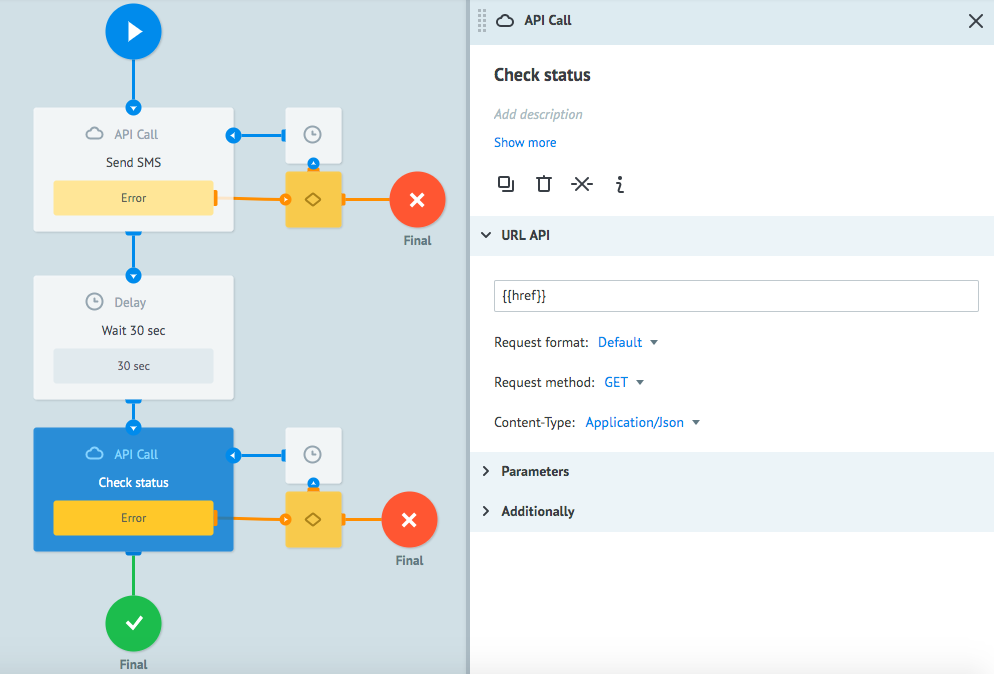 API Call
Send SMS
Error
Final
Delay
Wait 30 sec
30 sec
API Call
Check status
Error
Final
Final
API Call
Check status
Add description
Show more
URL API
{{href}}
Request format: Default
Request method: GET
Content-Type: Application/Json
Parameters
Additionally